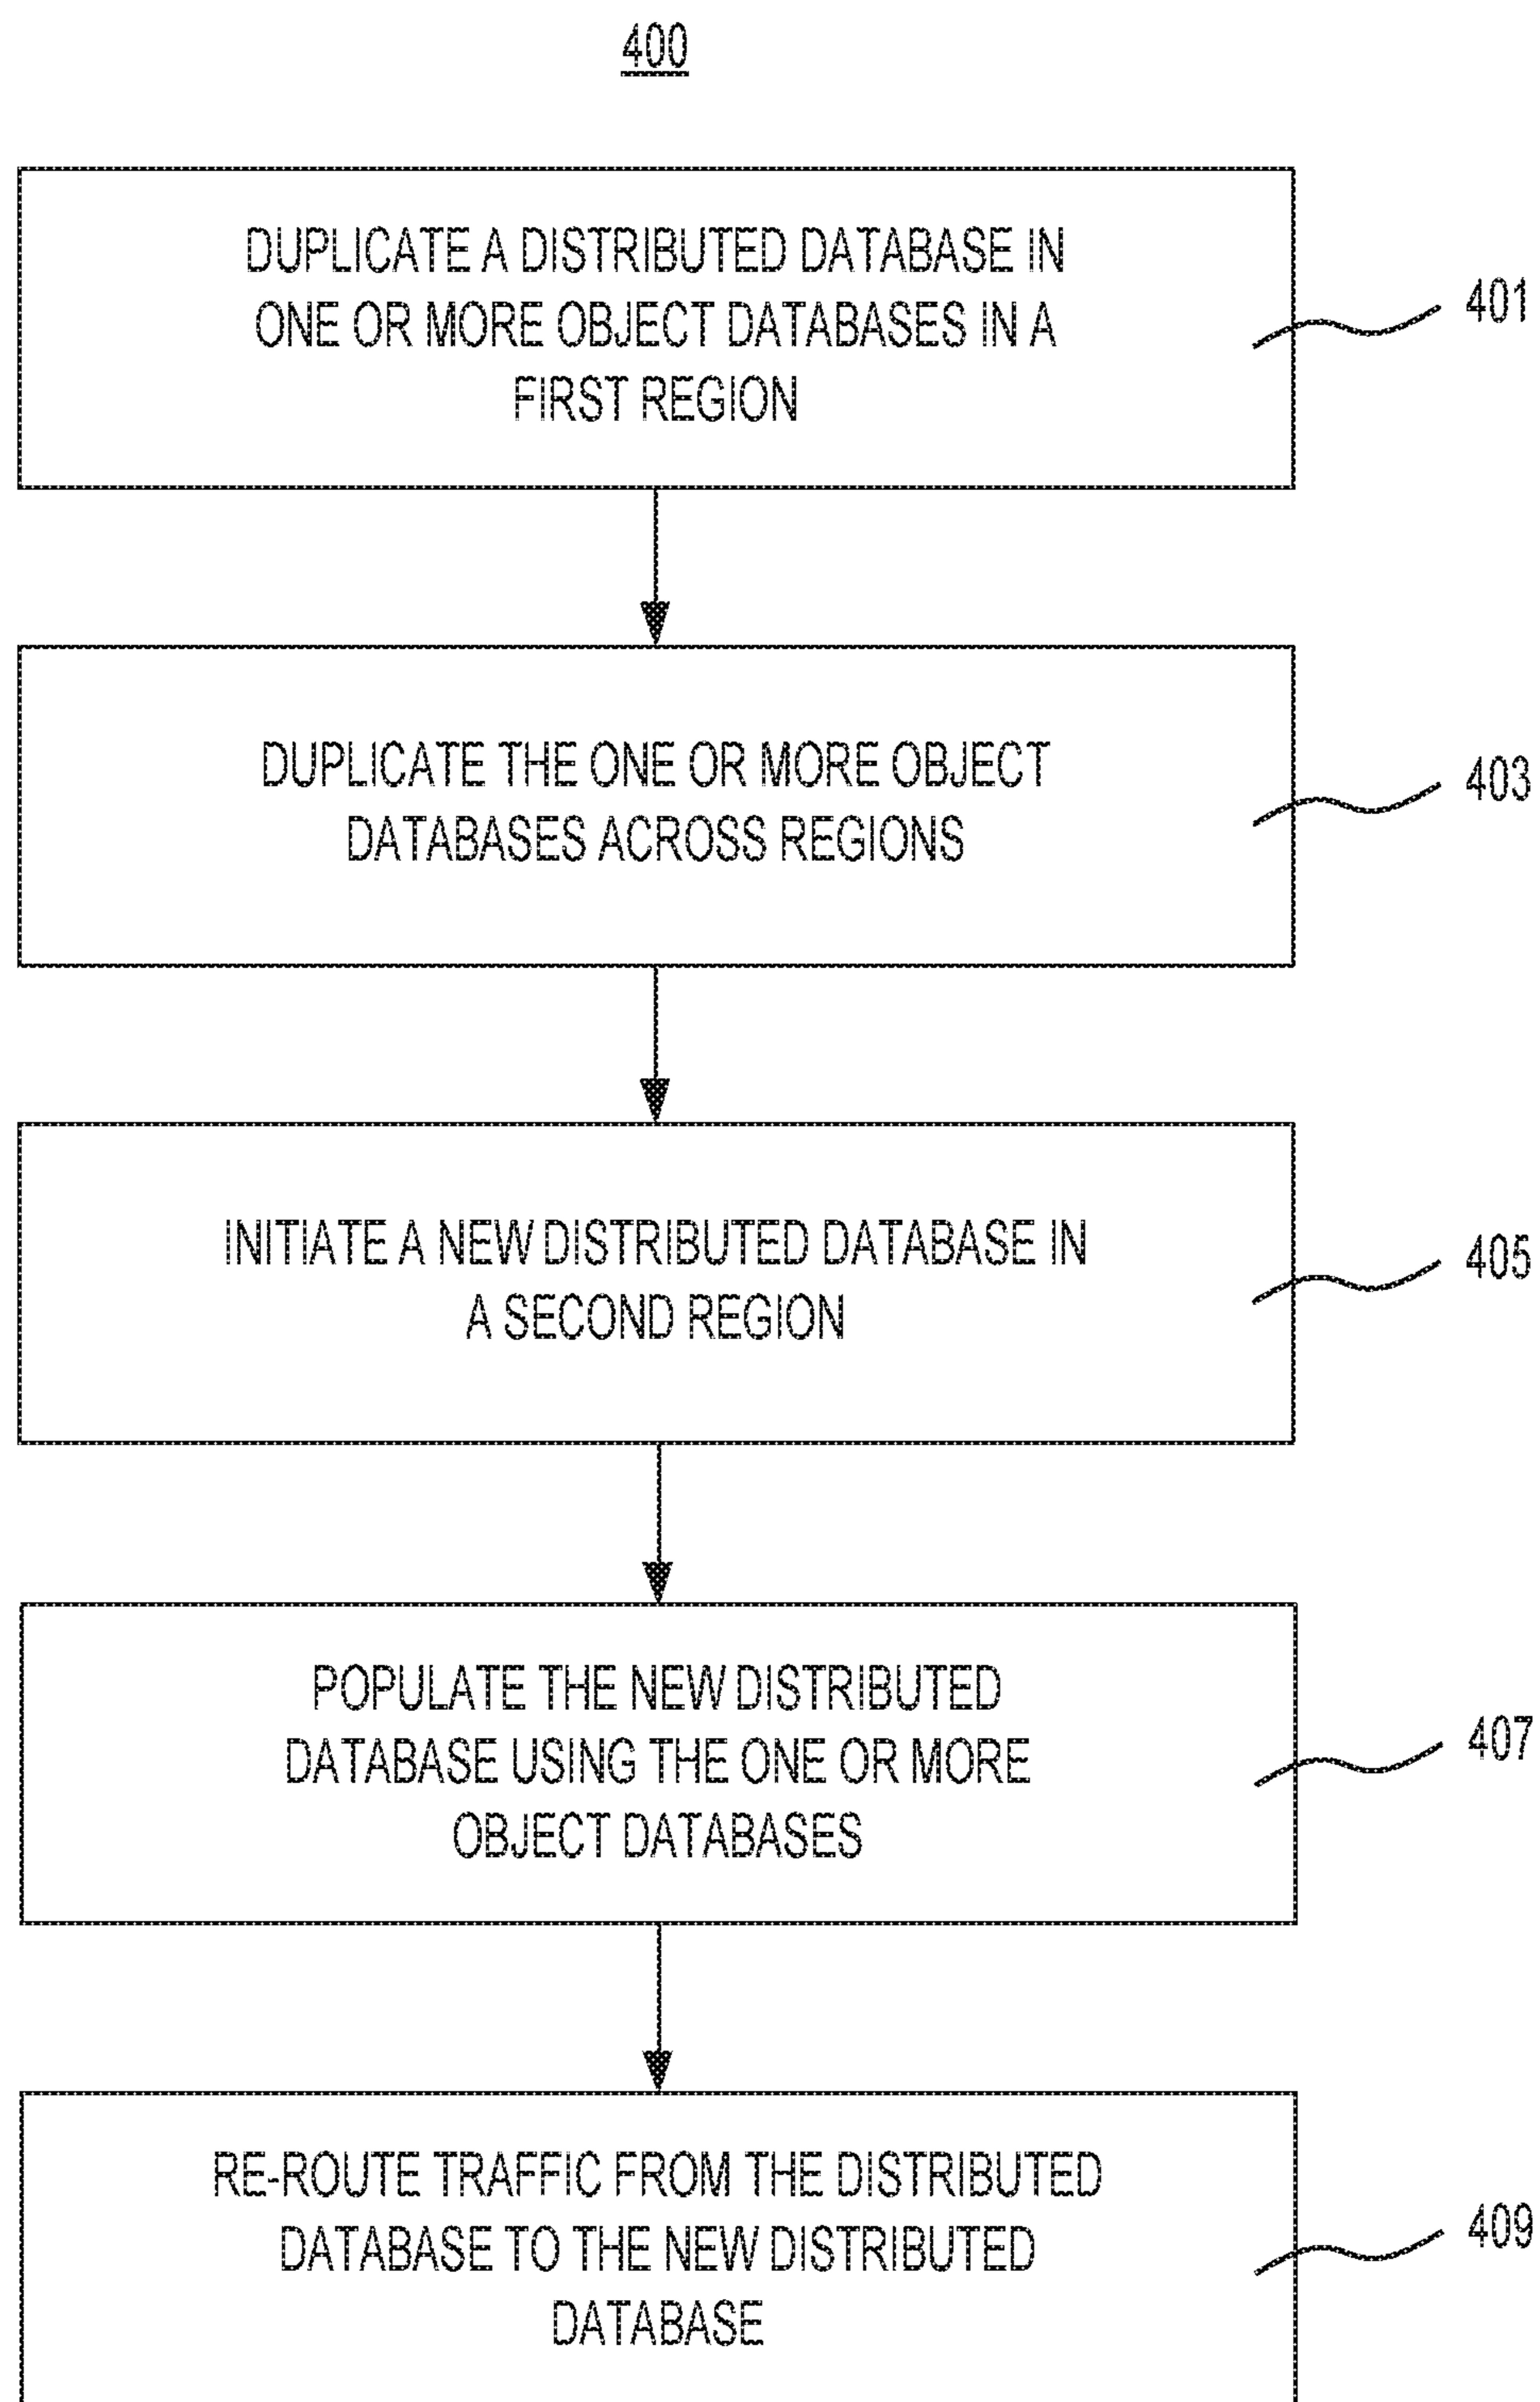 400
DUPLICATE A DISTRIBUTED DATABASE IN
ONE OR MORE OBJECT DATABASES IN A
FIRST REGION
401
DUPLICATE THE ONE OR MORE OBJECT
DATABASES ACROSS REGIONS
403
INITIATE A NEW DISTRIBUTED DATABASE IN
A SECOND REGION
405
POPULATE THE NEW DISTRIBUTED
DATABASE USING THE ONE OR MORE
OBJECT DATABASES
407
RE-ROUTE TRAFFIC FROM THE DISTRIBUTED
DATABASE TO THE NEW DISTRIBUTED
DATABASE
409